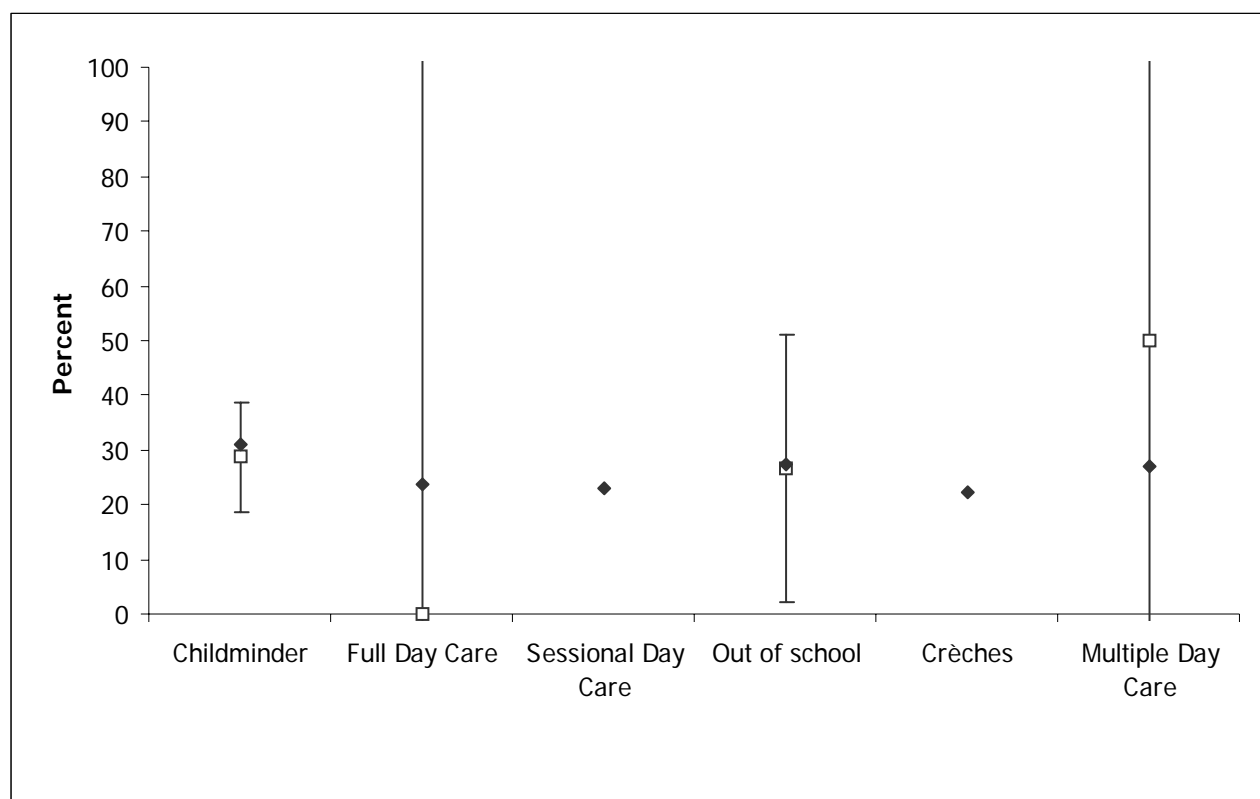 100
90
80
70
60
50
40
30
20
10
0
Percent
Childminder
Full Day Care
Sessional Day
Care
Out of school
Crèches
Multiple Day
Care